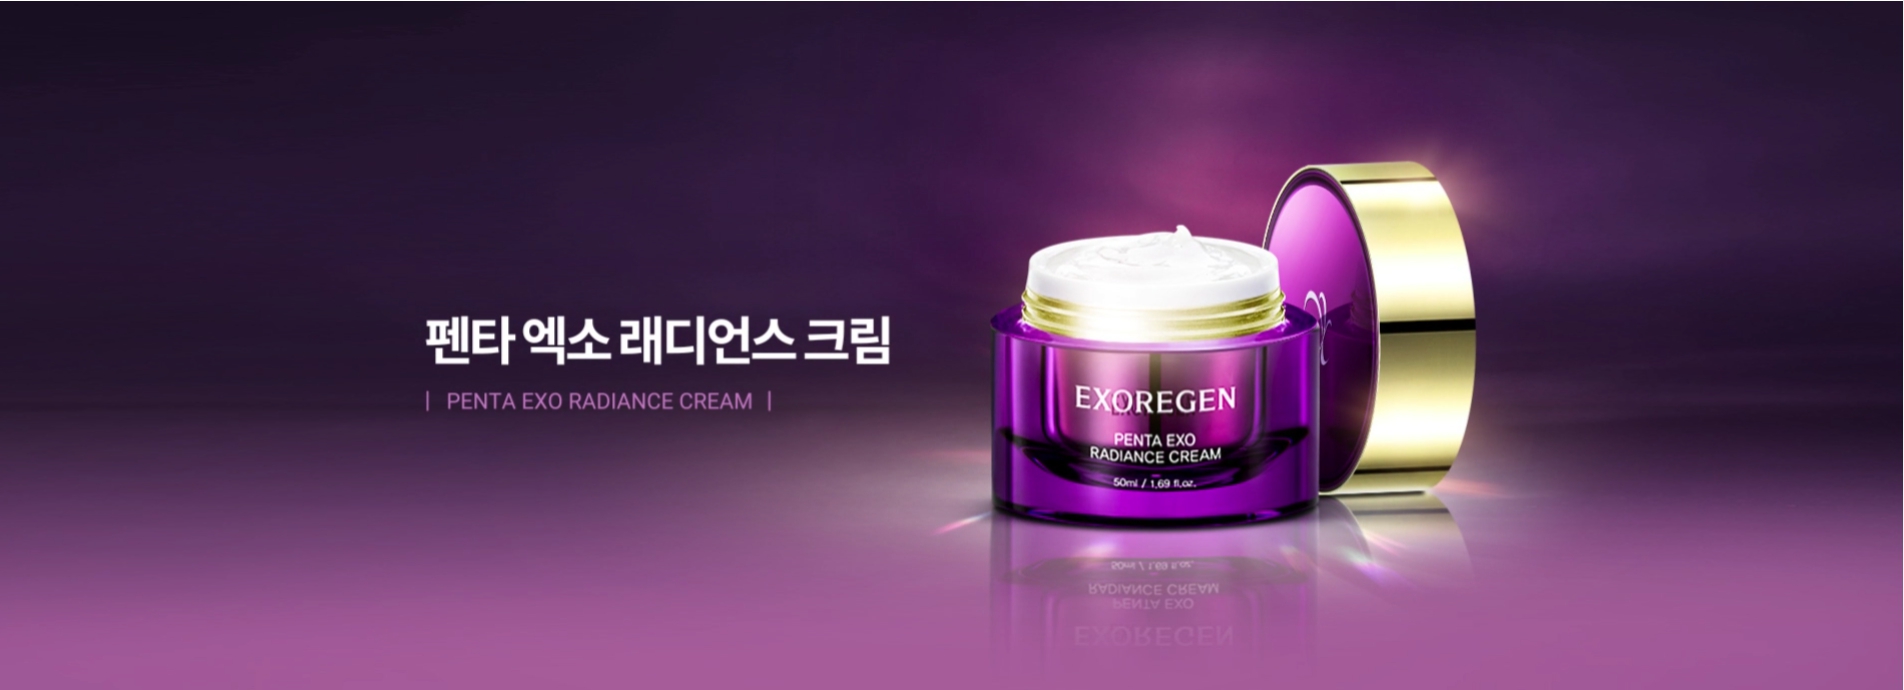 펜타 엑소 래디언스 크림
| PENTA EXO RADIANCE CREAM |
EXOREGEN
PENTA EXO
RADIANCE CREAM
50ml / 1.69 fl.oz.